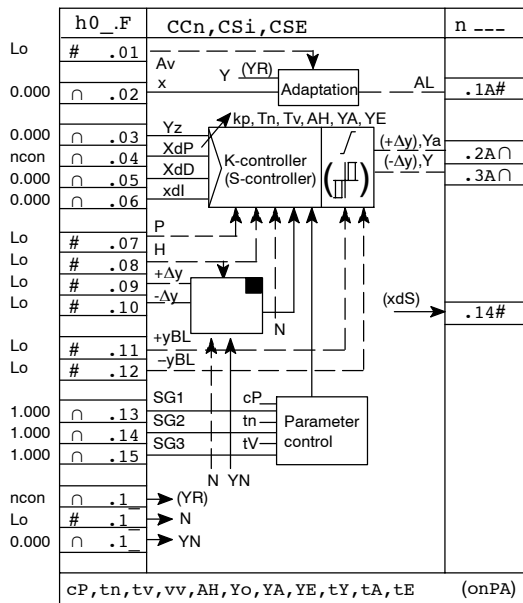 h0_.F CCn,CSi,CSE n ___
Lo # .01 Av
Y (YR) Adaptation AL .1A#
0.000 ∩ .02 x
kp, Tn, Tv, AH, YA, YE
0.000 ∩ .03 Yz
ncon ∩ .04 XdP
0.000 ∩ .05 XdD
0.000 ∩ .06 xdI
K-controller
(S-controller)
(+Δy),Ya .2A∩
(-Δy),Y .3A∩
Lo # .07 P
Lo # .08 H
Lo # .09 +Δy
Lo # .10 -Δy
N
(xdS) .14#
Lo # .11 +yBL
Lo # .12 –yBL
1.000 ∩ .13 SG1 cP
1.000 ∩ .14 SG2 tn
1.000 ∩ .15 SG3 tV
Parameter
control
N YN
ncon ∩ .1_ (YR)
Lo # .1_ N
0.000 ∩ .1_ YN
cP,tn,tv,vv,AH,Yo,YA,YE,tY,tA,tE (onPA)